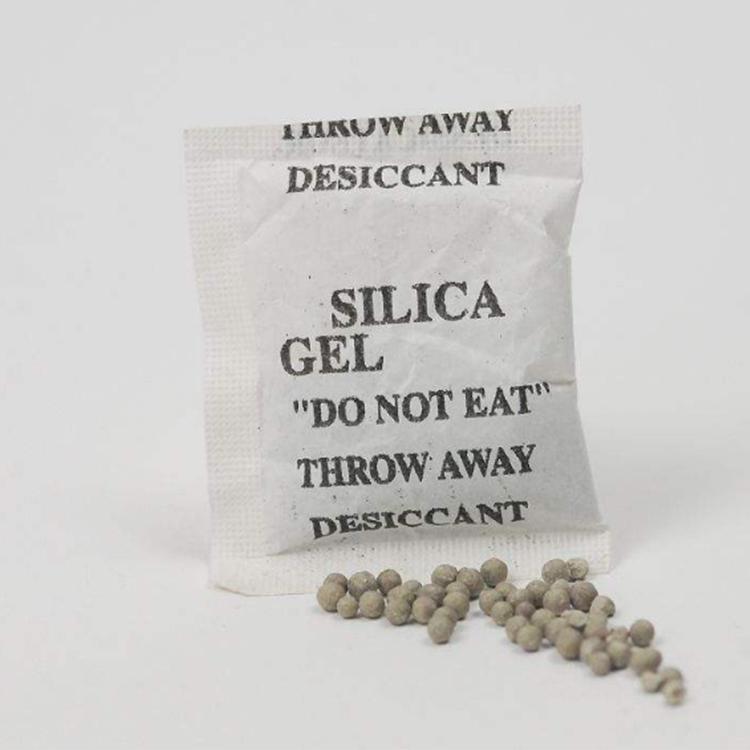 THROW AWAY
DESICCANT
SILICA
GEL
"DO NOT EAT"
THROW AWAY
DESICCANT